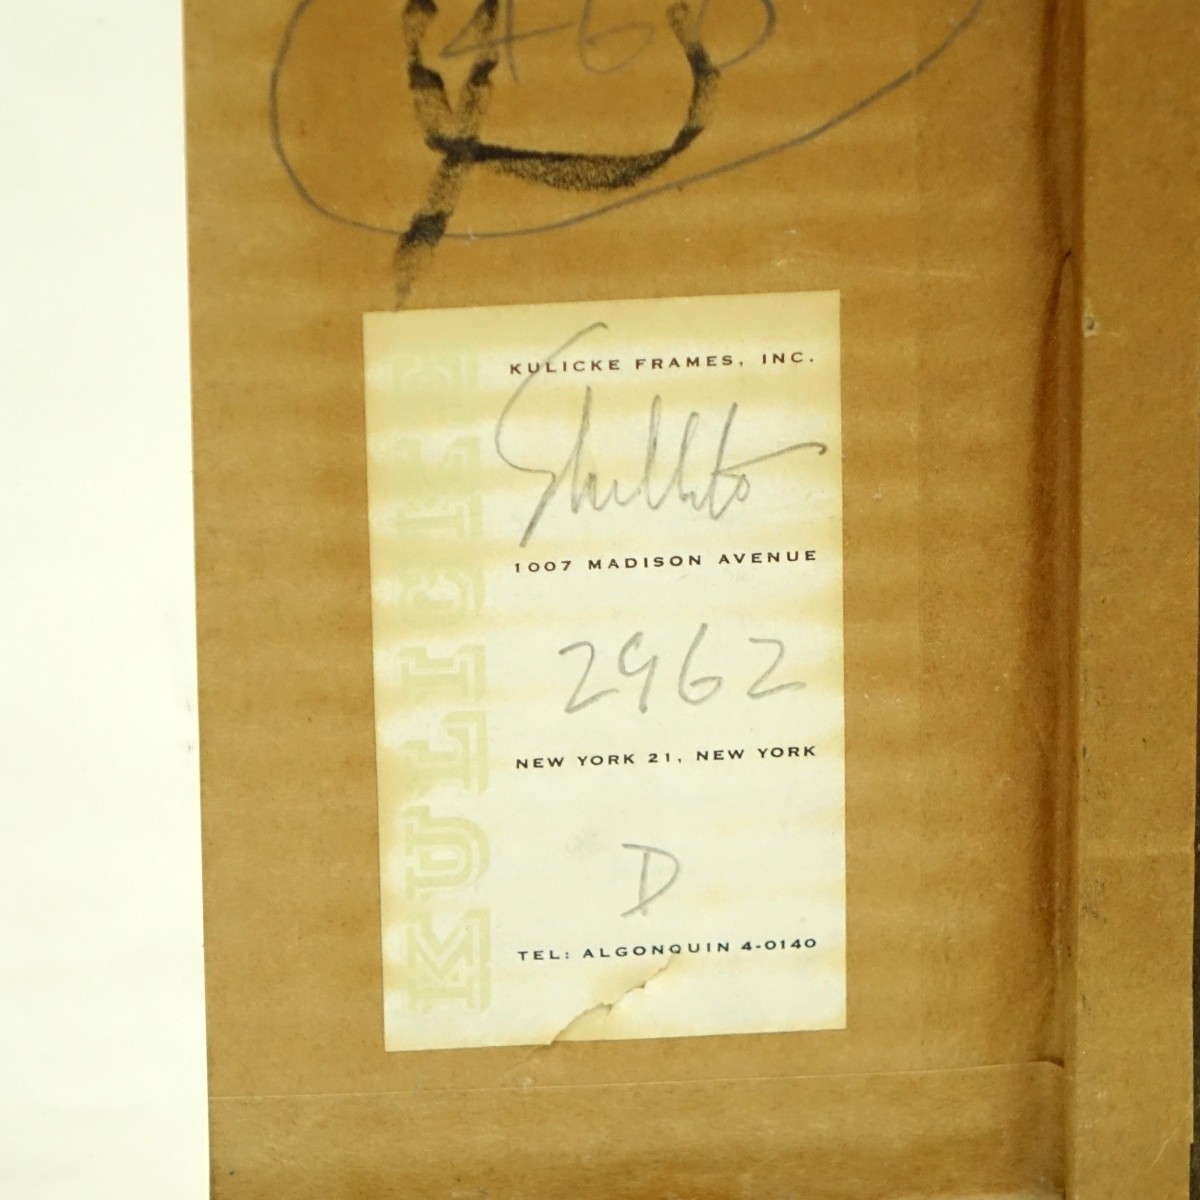 460
KULICKE
KULICKE FRAMES, INC.
1007 MADISON AVENUE
2962
NEW YORK 21, NEW YORK
D
TEL: ALGONQUIN 4-0140